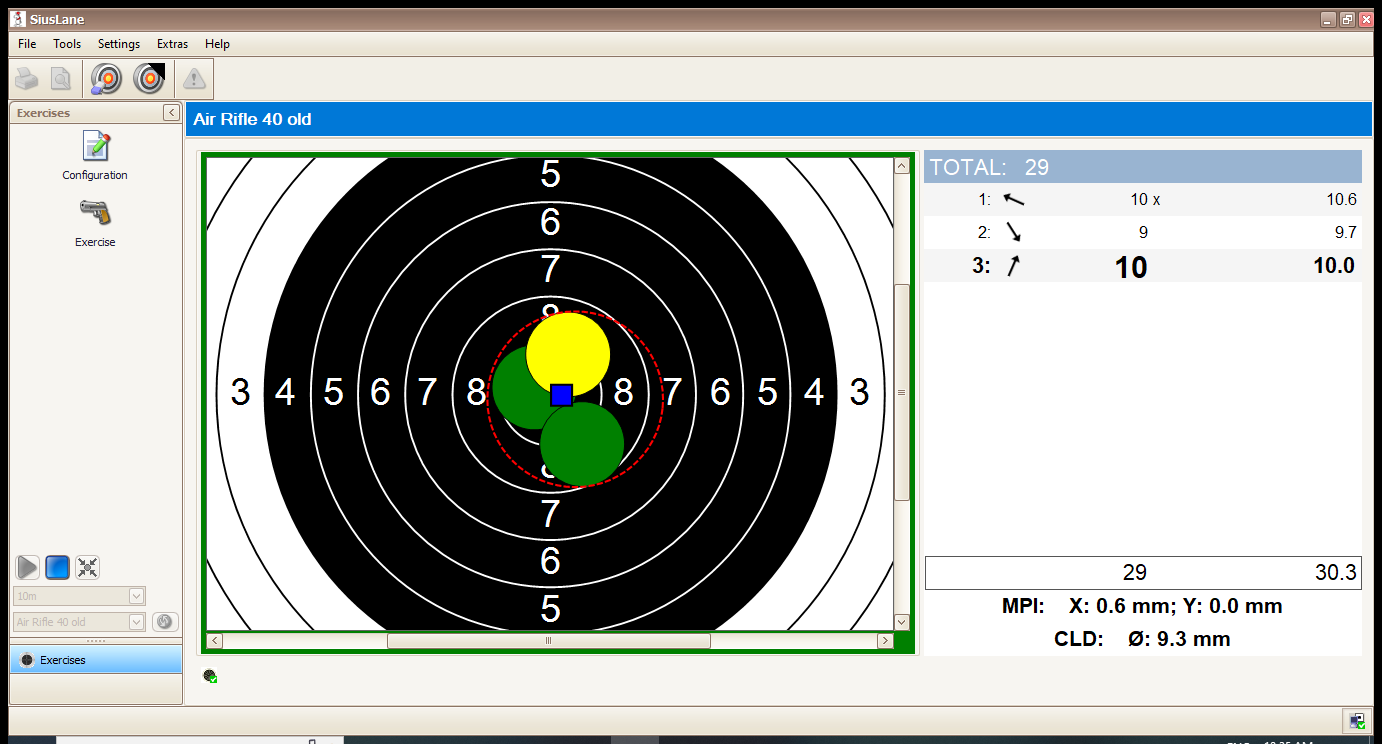 SiusLane
File Tools Settings Extras Help
Exercises
Air Rifle 40 old
Configuration
Exercise
5
6
7
8
3 4 5 6 7 8 8 7 6 5 4 3
8
7
6
5
TOTAL: 29
1: 10 x 10.6
2: 9 9.7
3: 10 10.0
29 30.3
MPI: X: 0.6 mm; Y: 0.0 mm
CLD: Ø: 9.3 mm
10m
Air Rifle 40 old
Exercises